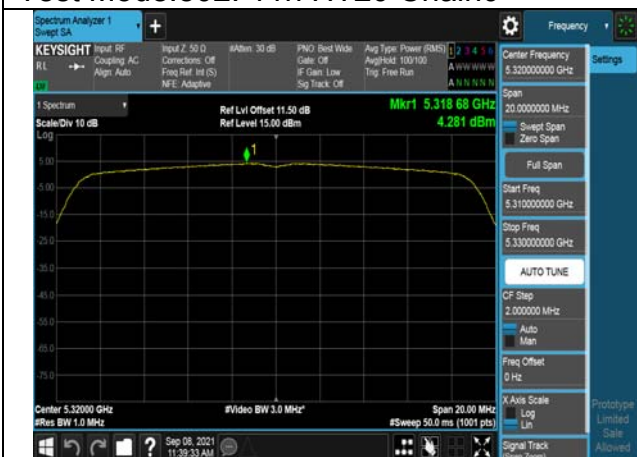 Spectrum Analyzer 1
Swept SA
+
Frequency
KEYSIGHT
RL
Input: RF
Coupling: AC
Align: Auto
Input Z: 50 Ω
Corrections: Off
Freq Ref: Int (S)
NFE: Adaptive
#Atten: 30 dB
PNO: Best Wide
Gate: Off
IF Gain: Low
Sig Track: Off
Avg Type: Power (RMS)
Avg|Hold: 100/100
Trig: Free Run
1 2 3 4 5 6
A W W W W W
A N N N N N
1 Spectrum
Scale/Div 10 dB
Log
Ref Lvl Offset 11.50 dB
Ref Level 15.00 dBm
Mkr1 5.318 68 GHz
4.281 dBm
1
5.00
-5.00
-15.0
-25.0
-35.0
-45.0
-55.0
-65.0
-75.0
Center 5.32000 GHz
#Res BW 1.0 MHz
#Video BW 3.0 MHz*
Span 20.00 MHz
#Sweep 50.0 ms (1001 pts)
Sep 08, 2021
11:39:33 AM
Center Frequency
5.320000000 GHz
Settings
Span
20.0000000 MHz
Swept Span
Zero Span
Full Span
Start Freq
5.310000000 GHz
Stop Freq
5.330000000 GHz
AUTO TUNE
CF Step
2.000000 MHz
Auto
Man
Freq Offset
0 Hz
X Axis Scale
Log
Lin
Signal Track
(Span Zoom)
Prototype
Limited
Sale
Allowed